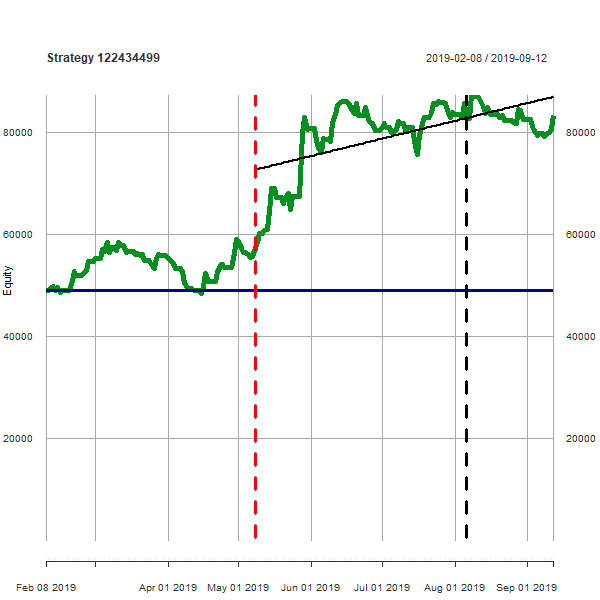 Strategy 122434499
2019-02-08 / 2019-09-12
80000
80000
60000
60000
Equity
40000
40000
20000
20000
Feb 08 2019
Apr 01 2019
May 01 2019
Jun 01 2019
Jul 01 2019
Aug 01 2019
Sep 01 2019